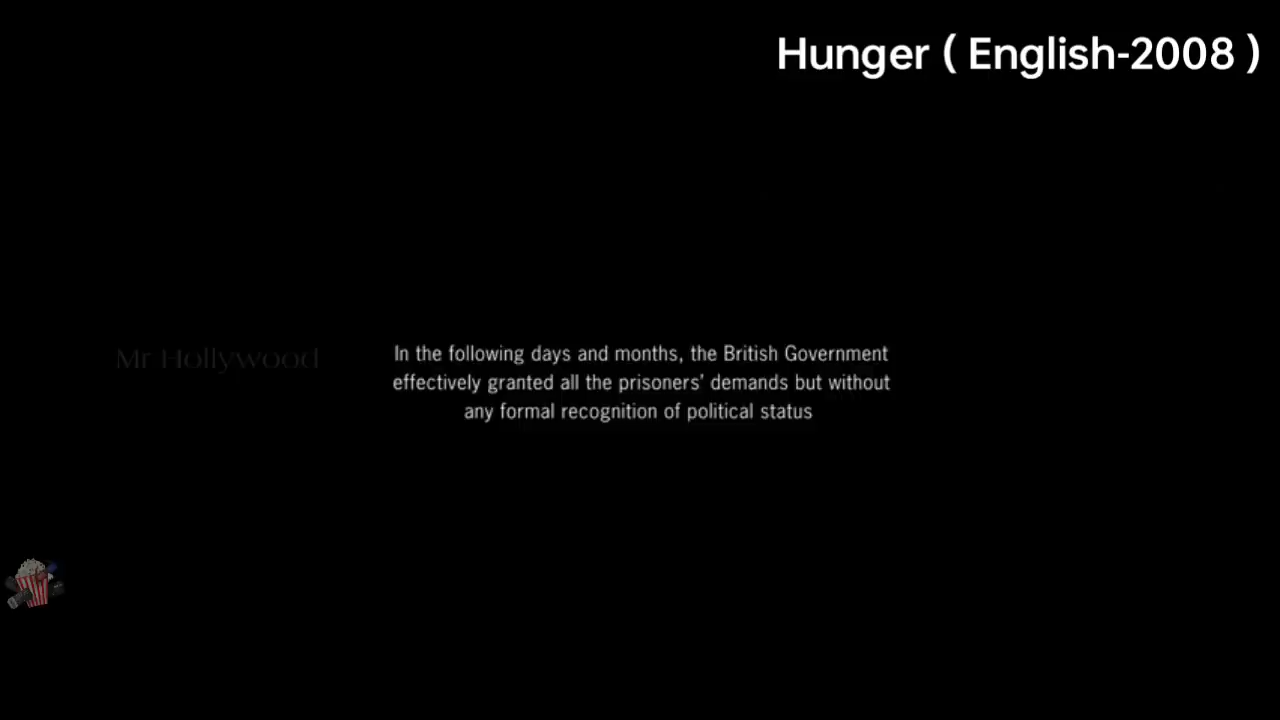 Hunger ( English-2008 )
Mr Hollywood
In the following days and months, the British Government
effectively granted all the prisoners' demands but without
any formal recognition of political status